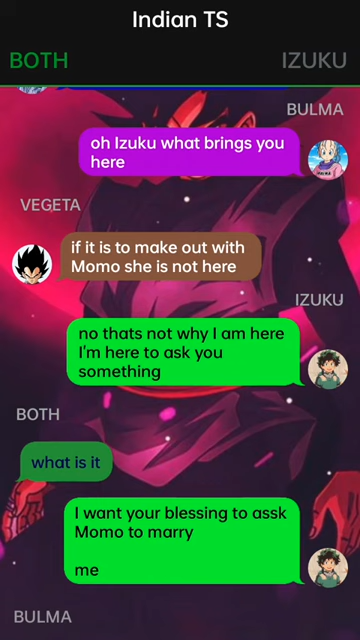 Indian TS
BOTH
IZUKU
BULMA
oh Izuku what brings you
here
VEGETA
if it is to make out with
Momo she is not here
IZUKU
no thats not why I am here
I'm here to ask you
something
BOTH
what is it
I want your blessing to assk
Momo to marry
me
BULMA